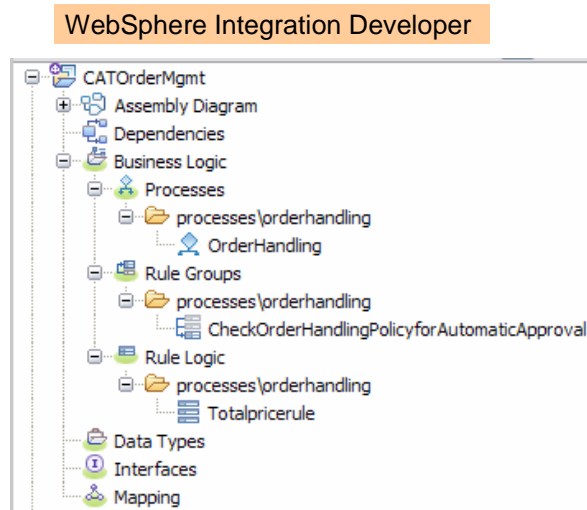 WebSphere Integration Developer
CATOrderMgmt
Assembly Diagram
Dependencies
Business Logic
Processes
processes\orderhandling
OrderHandling
Rule Groups
processes\orderhandling
CheckOrderHandlingPolicyforAutomaticApproval
Rule Logic
processes\orderhandling
Totalpricerule
Data Types
Interfaces
Mapping